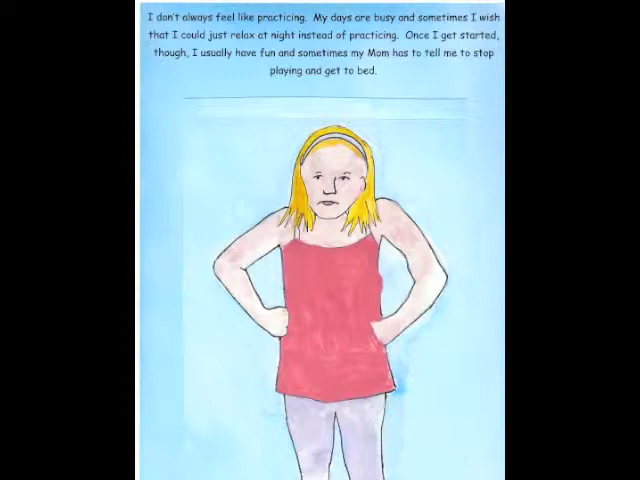 I don't always feel like practicing. My days are busy and sometimes I wish
that I could just relax at night instead of practicing. Once I get started,
though, I usually have fun and sometimes my Mom has to tell me to stop
playing and get to bed.